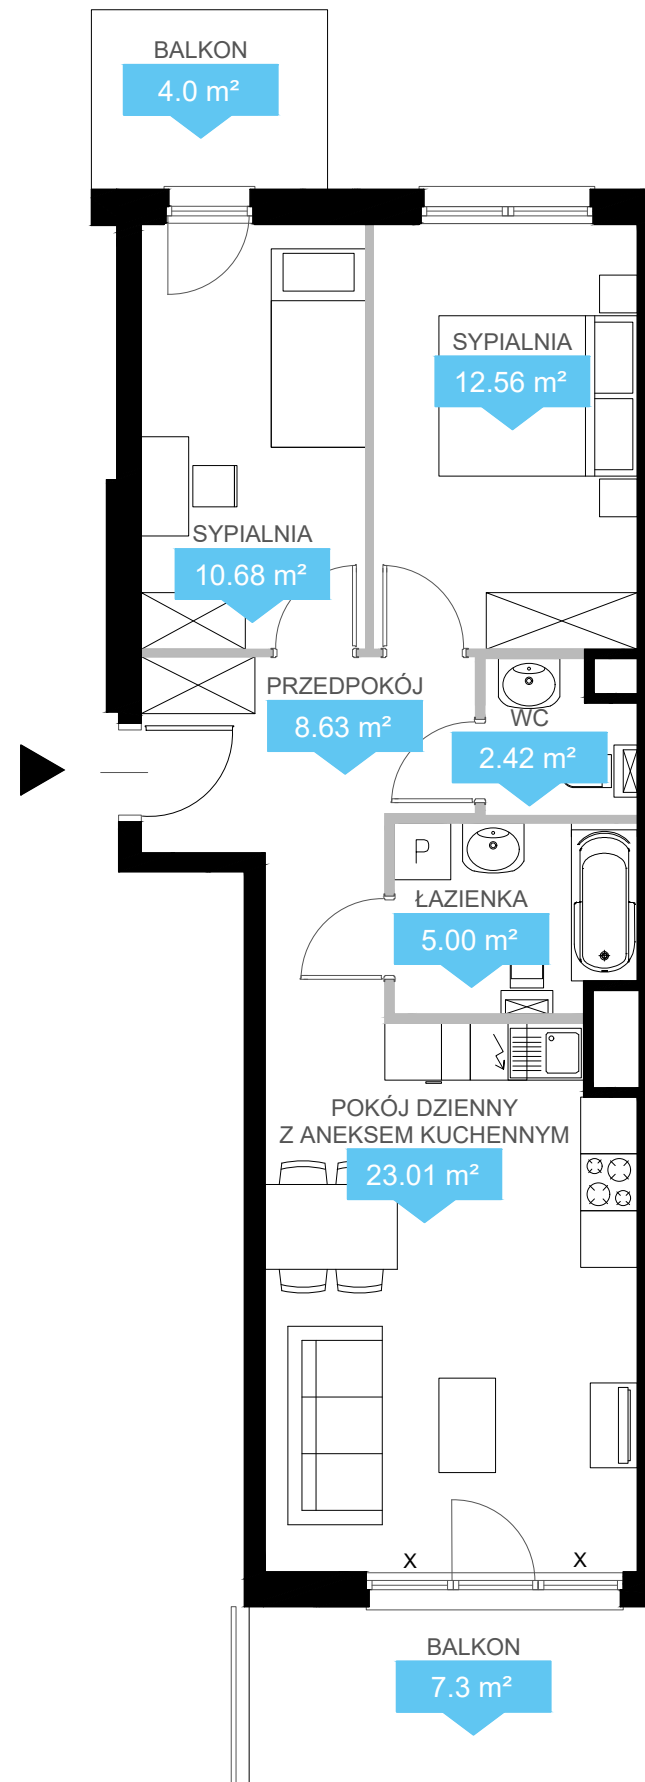 BALKON
4.0 m²
SYPIALNIA
12.56 m²
SYPIALNIA
10.68 m²
PRZEDPOKÓJ
8.63 m²
WC
2.42 m²
P
ŁAZIENKA
5.00 m²
POKÓJ DZIENNY
Z ANEKSEM KUCHENNYM
23.01 m²
X X
BALKON
7.3 m²